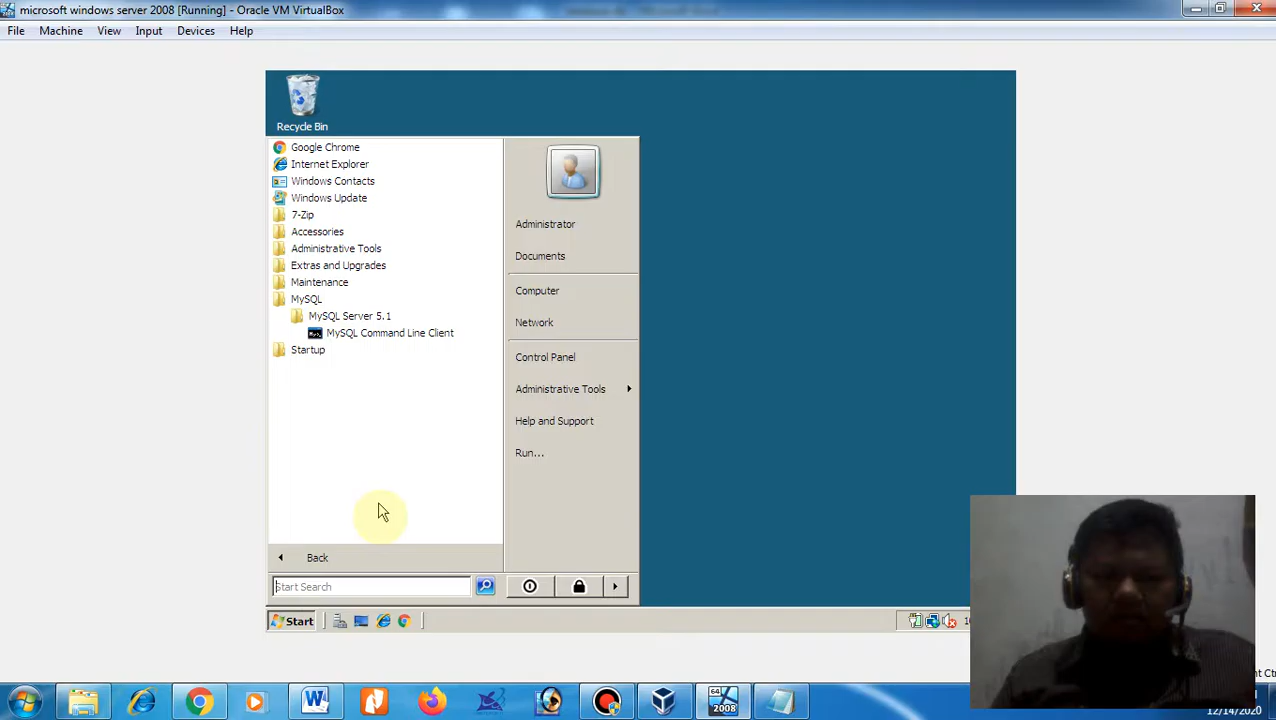 microsoft windows server 2008 [Running] - Oracle VM VirtualBox
File Machine View Input Devices Help
Recycle Bin
Google Chrome
Internet Explorer
Windows Contacts
Windows Update
7-Zip
Accessories
Administrative Tools
Extras and Upgrades
Maintenance
MySQL
MySQL Server 5.1
MySQL Command Line Client
Startup
Back
Start Search
Administrator
Documents
Computer
Network
Control Panel
Administrative Tools
Help and Support
Run...
Start
64
2008
12/14/2020